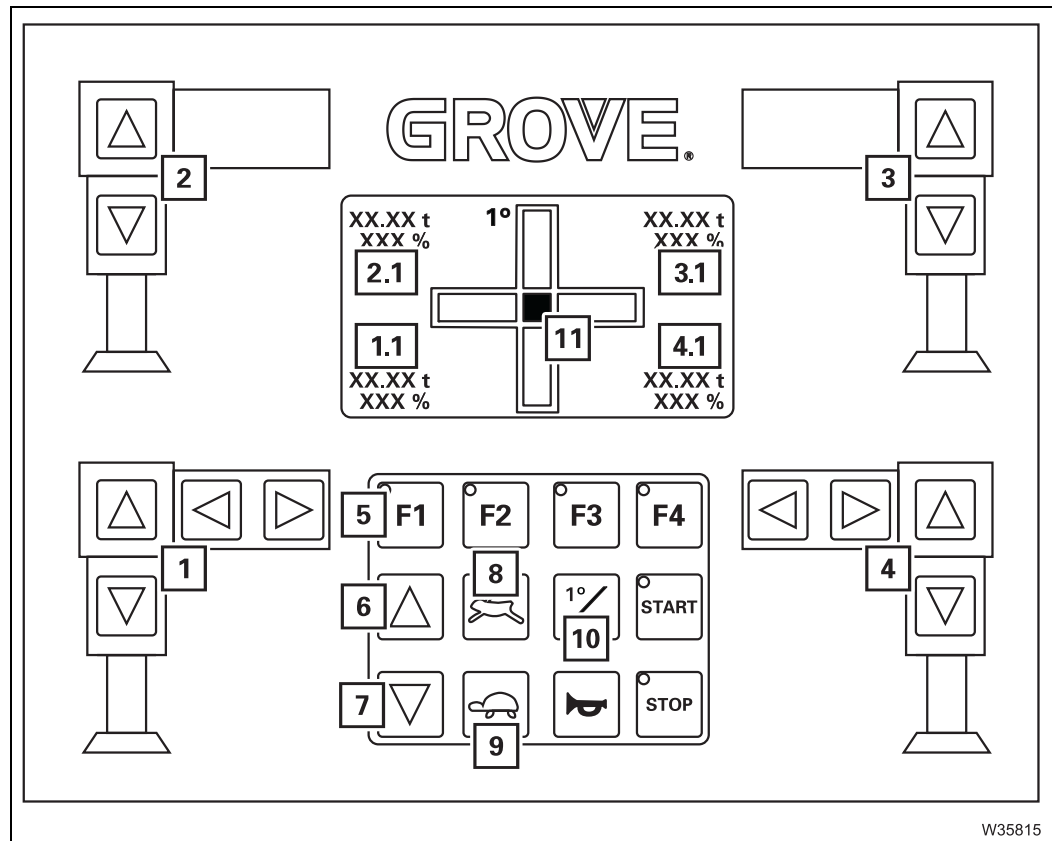 GROVE®
2
3
XX.XX t
XXX %
2.1
1º
XX.XX t
XXX %
3.1
11
1.1
XX.XX t
XXX %
4.1
XX.XX t
XXX %
1
4
5
F1
F2
F3
F4
6
8
1º/
10
START
7
9
STOP
W35815